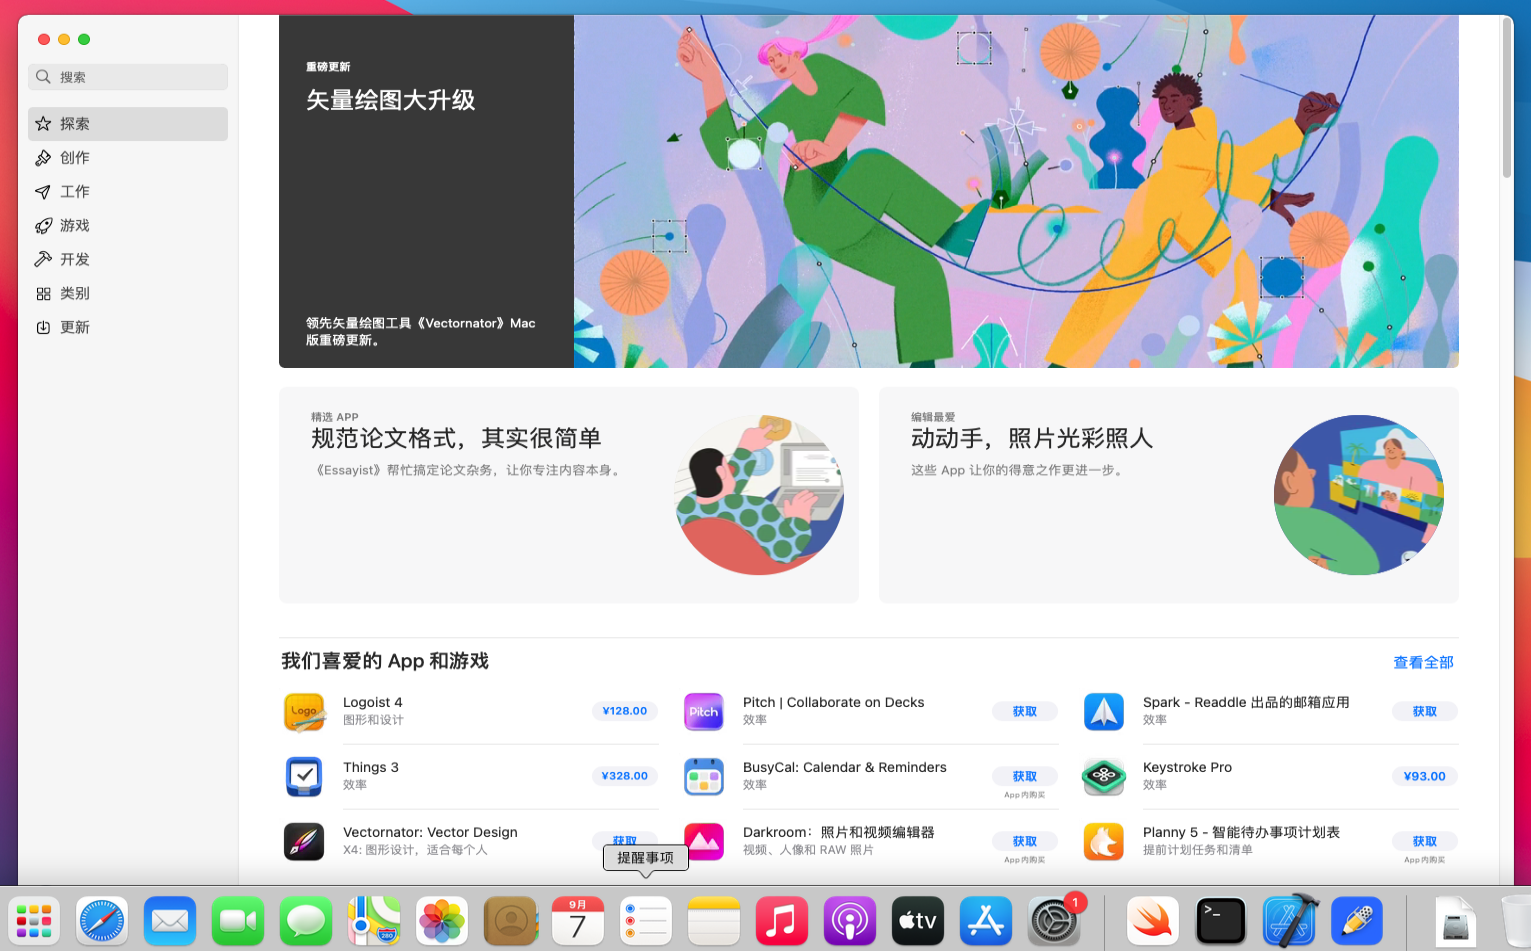 搜索
探索
创作
工作
游戏
开发
类别
更新
重磅更新
矢量绘图大升级
领先矢量绘图工具《Vectornator》Mac
版重磅更新。
精选 APP
规范论文格式，其实很简单
《Essayist》帮忙搞定论文杂务，让你专注内容本身。
编辑最爱
动动手，照片光彩照人
这些 App 让你的得意之作更进一步。
我们喜爱的 App 和游戏
查看全部
Logo
Logoist 4
图形和设计
¥128.00
Pitch
Pitch | Collaborate on Decks
效率
获取
Spark - Readdle 出品的邮箱应用
效率
获取
Things 3
效率
¥328.00
BusyCal: Calendar & Reminders
效率
获取
App 内购买
Keystroke Pro
效率
¥93.00
Vectornator: Vector Design
X4: 图形设计，适合每个人
获取
Darkroom：照片和视频编辑器
视频、人像和 RAW 照片
获取
App 内购买
Planny 5 - 智能待办事项计划表
提前计划任务和清单
获取
App 内购买
提醒事项
280
9月
7
tv
1
>_